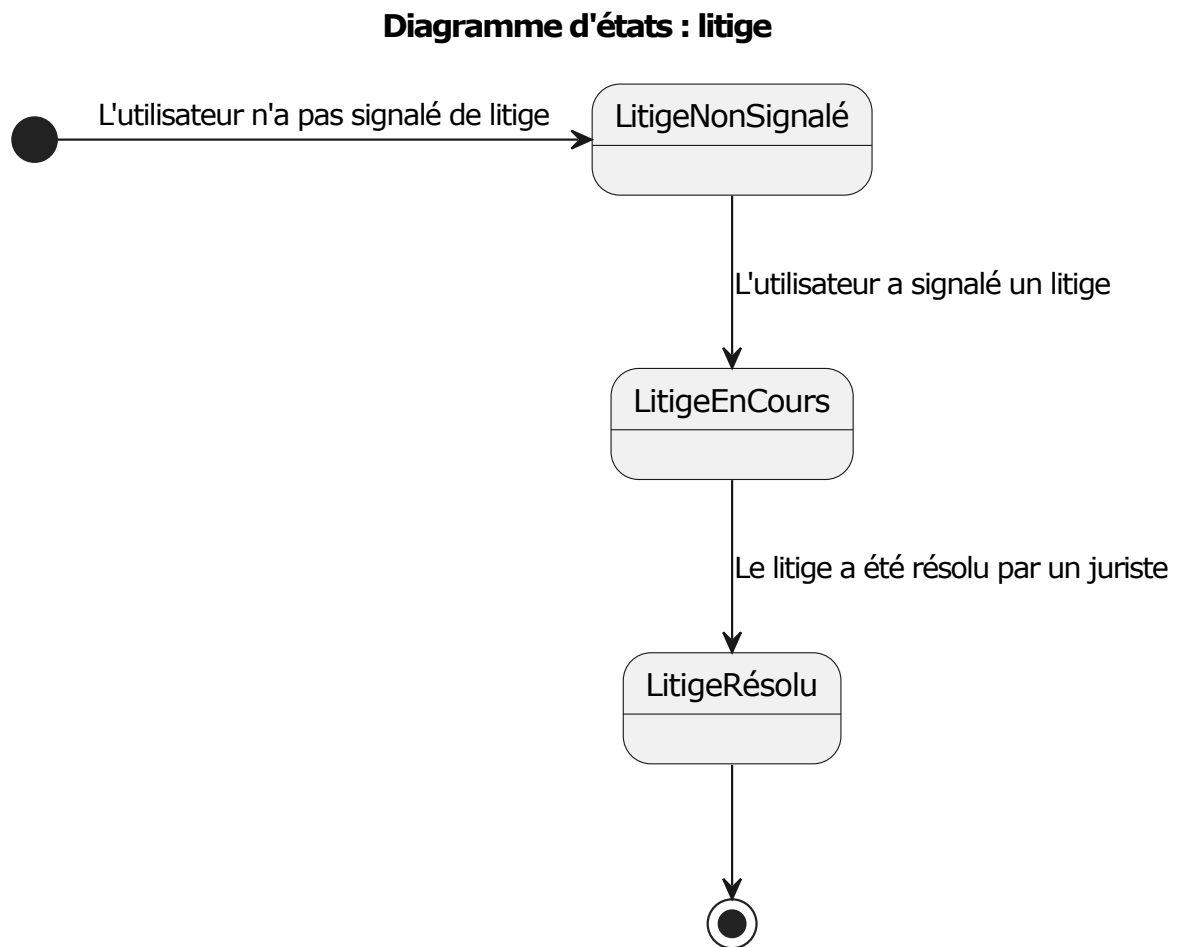 Diagramme d'états : litige
L'utilisateur n'a pas signalé de litige
LitigeNonSignalé
L'utilisateur a signalé un litige
LitigeEnCours
Le litige a été résolu par un juriste
LitigeRésolu